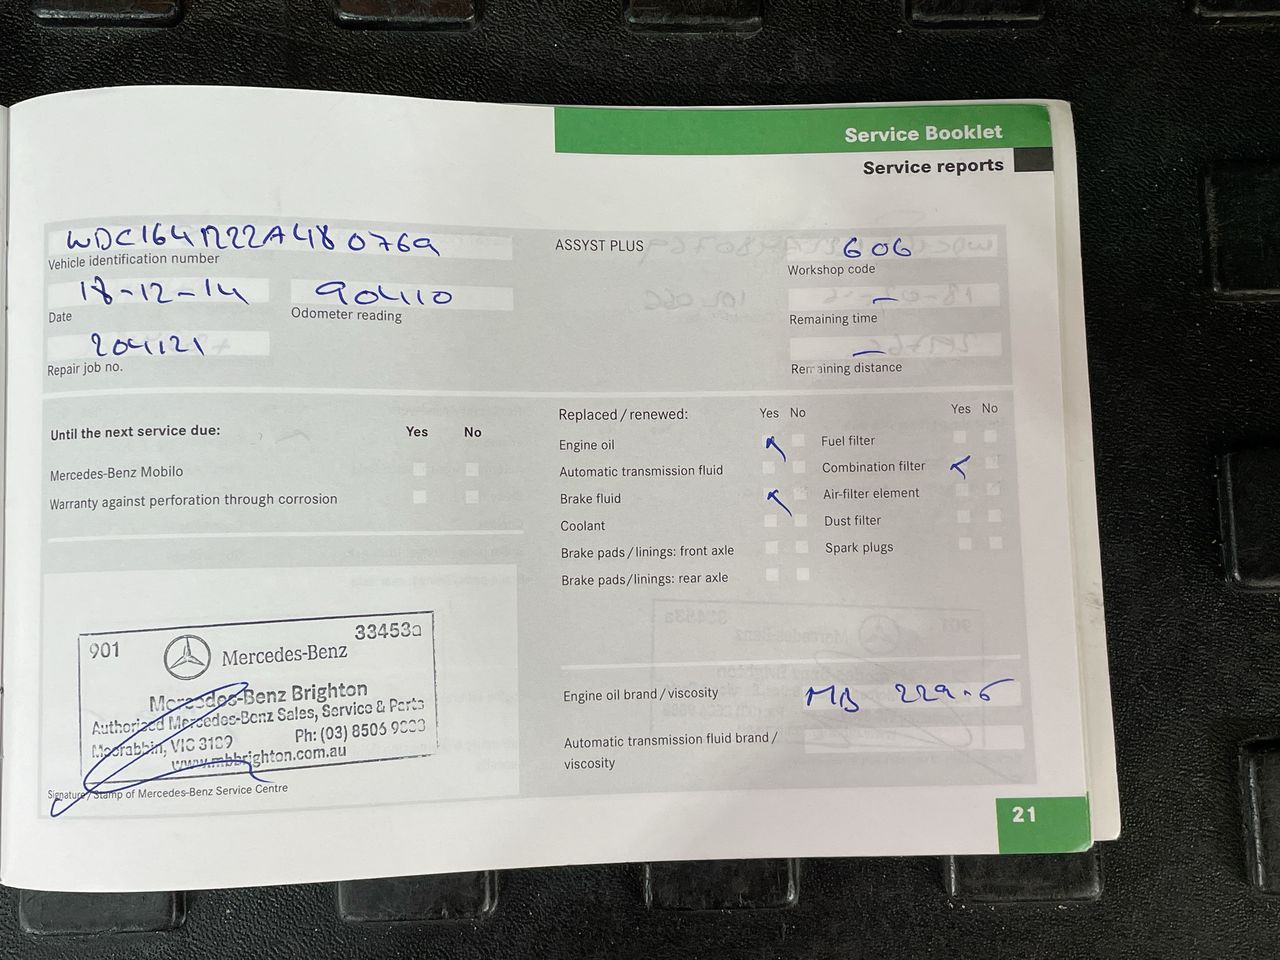 Service Booklet
Service reports
WDC164122A480769
Vehicle identification number
ASSYST PLUS
606
Workshop code
18-12-14
Date
90410
Odometer reading
—
Remaining time
204121
Repair job no.
—
Remaining distance
Until the next service due: Yes No
Mercedes-Benz Mobilo
Warranty against perforation through corrosion
Replaced / renewed: Yes No
Engine oil
Automatic transmission fluid
Brake fluid
Coolant
Brake pads/linings: front axle
Brake pads/linings: rear axle
Yes No
Fuel filter
Combination filter
Air-filter element
Dust filter
Spark plugs
901 33453a
Mercedes-Benz
Mercedes-Benz Brighton
Authorised Mercedes-Benz Sales, Service & Parts
Moorabbin, VIC 3189 Ph: (03) 8506
www.mbbrighton.com.au
Signature/Stamp of Mercedes-Benz Service Centre
Engine oil brand/viscosity
MB 229.5
Automatic transmission fluid brand /
viscosity
21